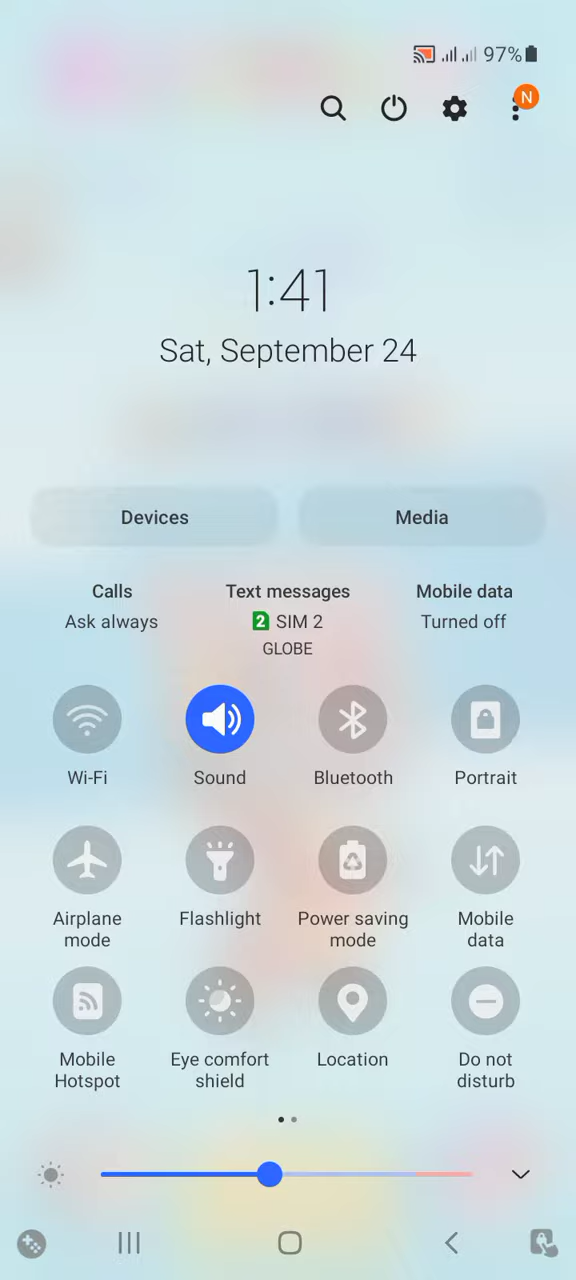 97%
N
1:41
Sat, September 24
Devices
Media
Calls
Text messages
Mobile data
Ask always
2 SIM 2
Turned off
GLOBE
Wi-Fi
Sound
Bluetooth
Portrait
Airplane
mode
Flashlight
Power saving
mode
Mobile
data
Mobile
Hotspot
Eye comfort
shield
Location
Do not
disturb